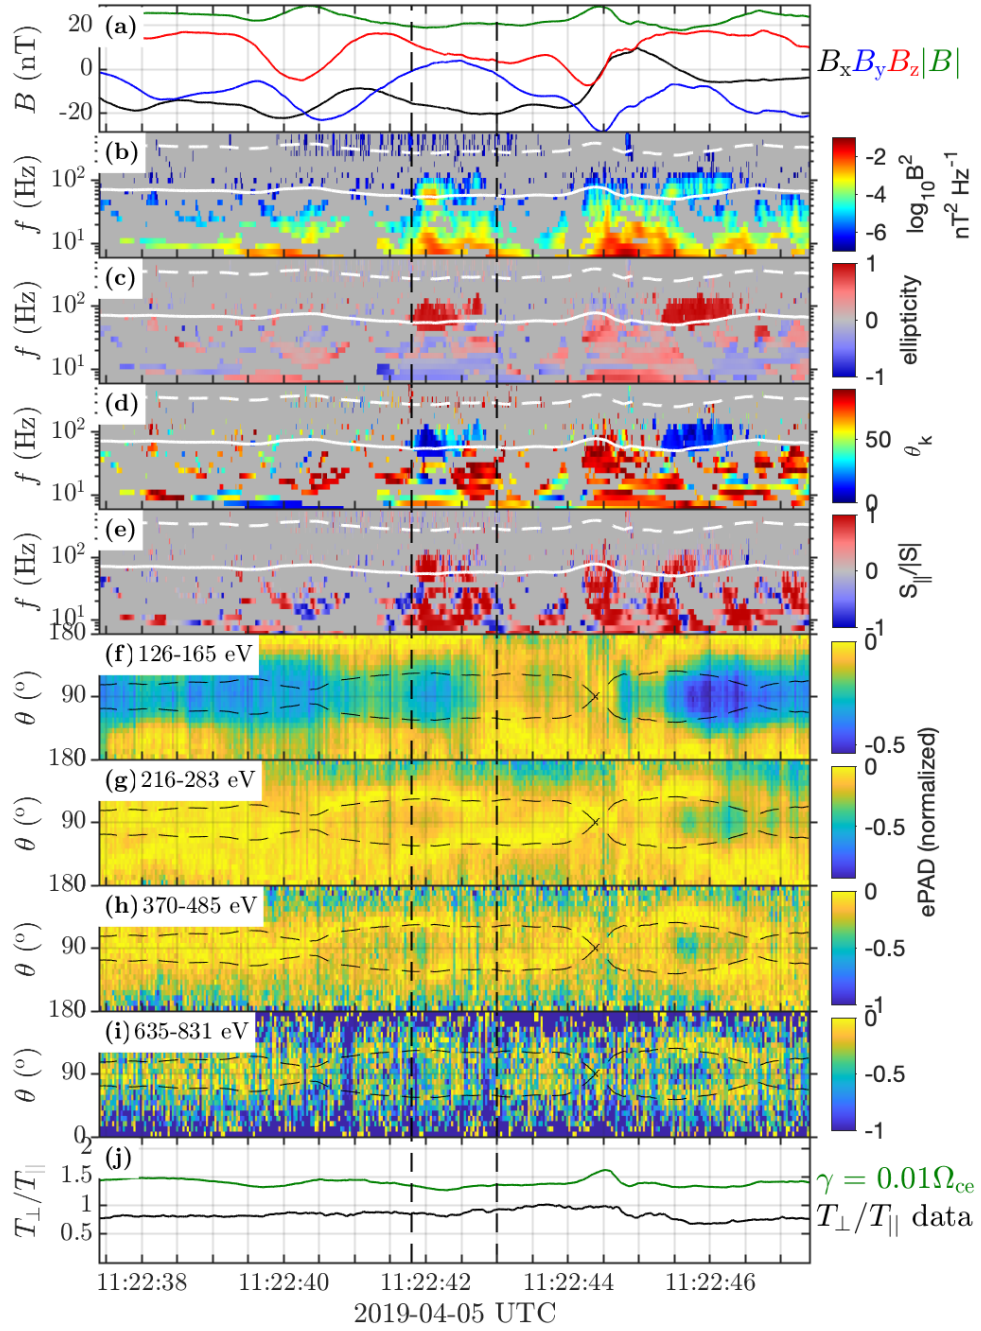 (a)
20
0
-20
B (nT)
BxByBz|B|
(b)
10²
10¹
f (Hz)
-2
-4
-6
log10B²
nT² Hz⁻¹
(c)
10²
10¹
f (Hz)
1
0
-1
ellipticity
(d)
10²
10¹
f (Hz)
50
0
θk
(e)
10²
10¹
f (Hz)
1
0
-1
S||/|S|
(f) 126-165 eV
180
90
180
θ (°)
0
-0.5
(g) 216-283 eV
90
180
θ (°)
0
-0.5
-1
ePAD (normalized)
(h) 370-485 eV
90
180
θ (°)
0
-0.5
-1
(i) 635-831 eV
90
0
θ (°)
0
-0.5
-1
(j)
2
1.5
1
0.5
T⊥/T||
γ = 0.01Ωce
T⊥/T|| data
11:22:38 11:22:40 11:22:42 11:22:44 11:22:46
2019-04-05 UTC